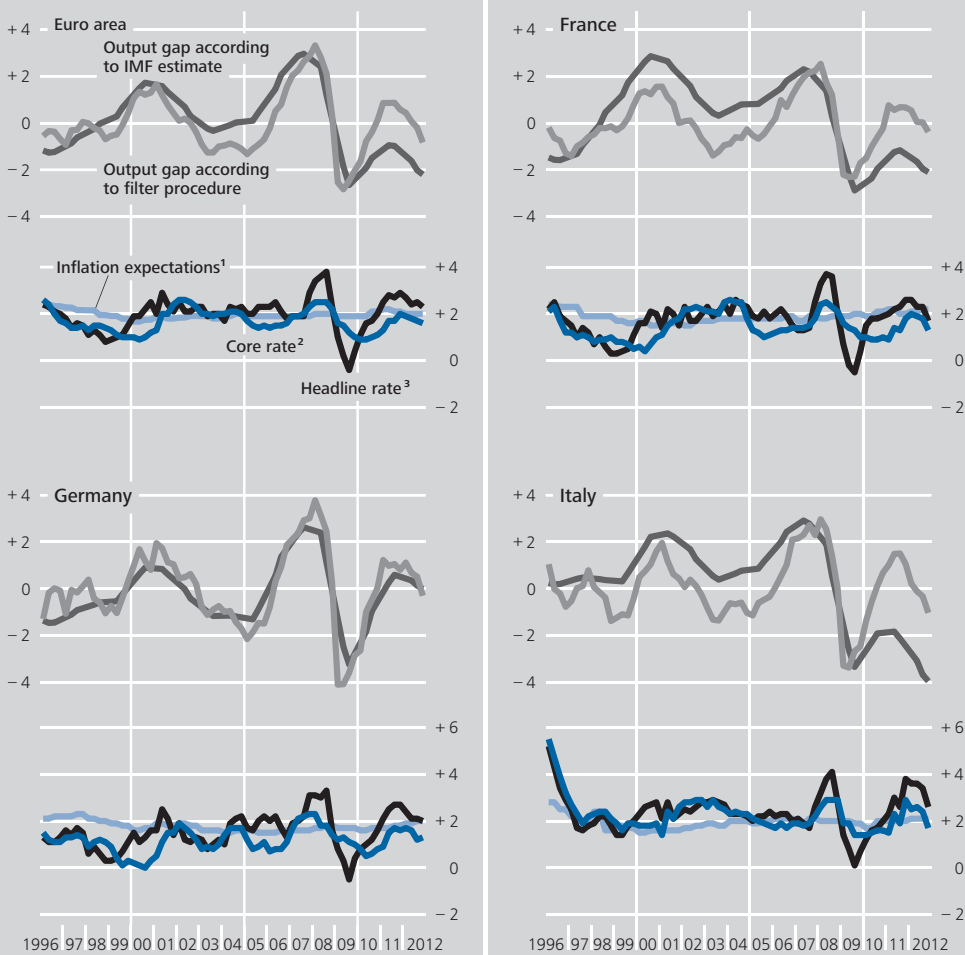 Euro area
+ 4
Output gap according
to IMF estimate
+ 2
0
Output gap according
to filter procedure
− 2
− 4
Inflation expectations¹
+ 4
+ 2
Core rate²
0
Headline rate³
− 2
France
+ 4
+ 2
0
− 2
− 4
+ 4
+ 2
0
− 2
Germany
+ 4
+ 2
0
− 2
− 4
+ 6
+ 4
+ 2
0
− 2
1996 97 98 99 00 01 02 03 04 05 06 07 08 09 10 11 2012
Italy
+ 4
+ 2
0
− 2
− 4
+ 6
+ 4
+ 2
0
− 2
1996 97 98 99 00 01 02 03 04 05 06 07 08 09 10 11 2012